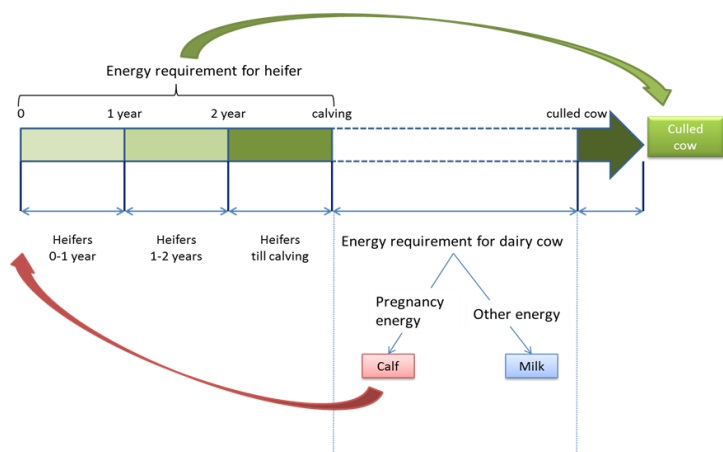 Energy requirement for heifer
0
1 year
2 year
calving
culled cow
Culled
cow
Heifers
0-1 year
Heifers
1-2 years
Heifers
till calving
Energy requirement for dairy cow
Pregnancy
energy
Other energy
Calf
Milk